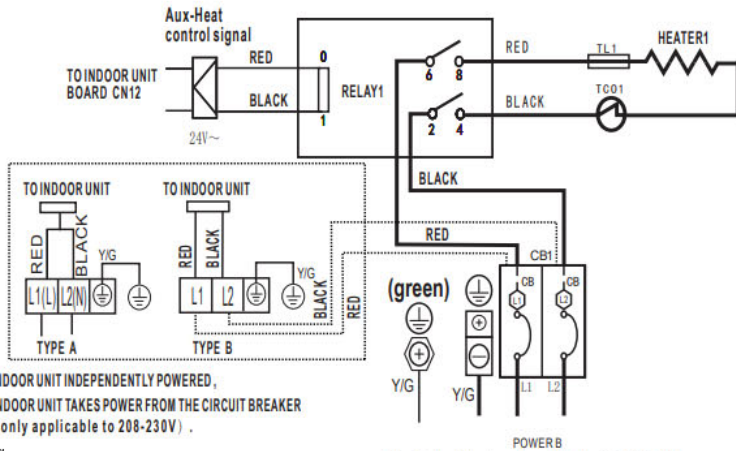 Aux-Heat
control signal
TO INDOOR UNIT
BOARD CN12
RED
BLACK
24V~
0
1
RELAY1
6 8
2 4
RED
TL1
HEATER1
BLACK
TCO1
BLACK
RED
CB1
CB CB
L1 L2
L1 L2
POWER B
TO INDOOR UNIT
RED
BLACK
Y/G
L1(L) L2(N)
TYPE A
TO INDOOR UNIT
RED
BLACK
Y/G
L1 L2
TYPE B
BLACK
RED
(green)
Y/G
Y/G
NDOOR UNIT INDEPENDENTLY POWERED,
NDOOR UNIT TAKES POWER FROM THE CIRCUIT BREAKER
only applicable to 208-230V).